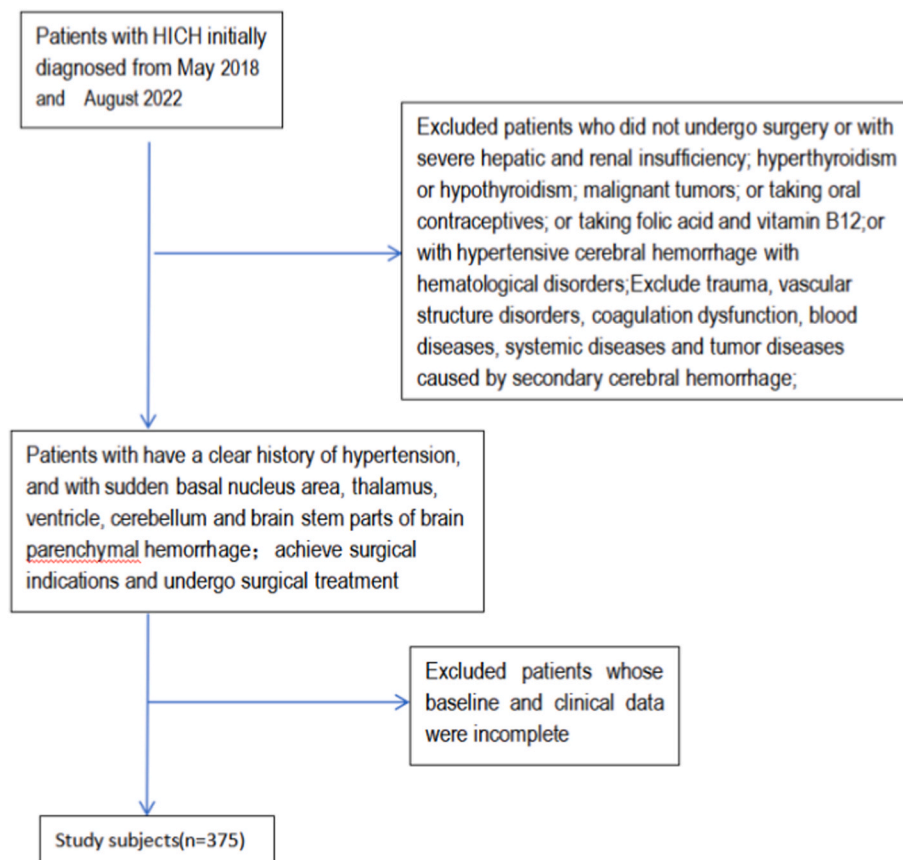 Patients with HICH initially
diagnosed from May 2018
and August 2022
Excluded patients who did not undergo surgery or with
severe hepatic and renal insufficiency; hyperthyroidism
or hypothyroidism; malignant tumors; or taking oral
contraceptives; or taking folic acid and vitamin B12;or
with hypertensive cerebral hemorrhage with
hematological disorders;Exclude trauma, vascular
structure disorders, coagulation dysfunction, blood
diseases, systemic diseases and tumor diseases
caused by secondary cerebral hemorrhage;
Patients with have a clear history of hypertension,
and with sudden basal nucleus area, thalamus,
ventricle, cerebellum and brain stem parts of brain
parenchymal hemorrhage；achieve surgical
indications and undergo surgical treatment
Excluded patients whose
baseline and clinical data
were incomplete
Study subjects(n=375)